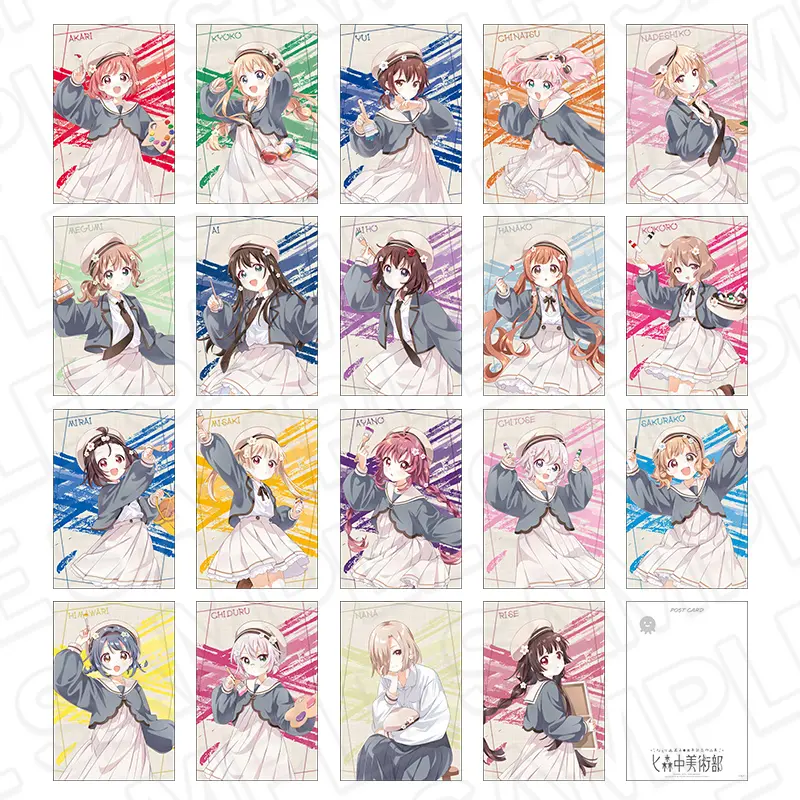 AKARI
KYOKO
YUI
CHINATSU
NADESHIKO
MEGUMI
AI
MIHO
HANAKO
KOKORO
MIRAI
MISAKI
AYANO
CHITOSE
SAKURAKO
HIMAWARI
CHIDURU
NANA
RISE
POST CARD
七森中美術部
SAMPLE